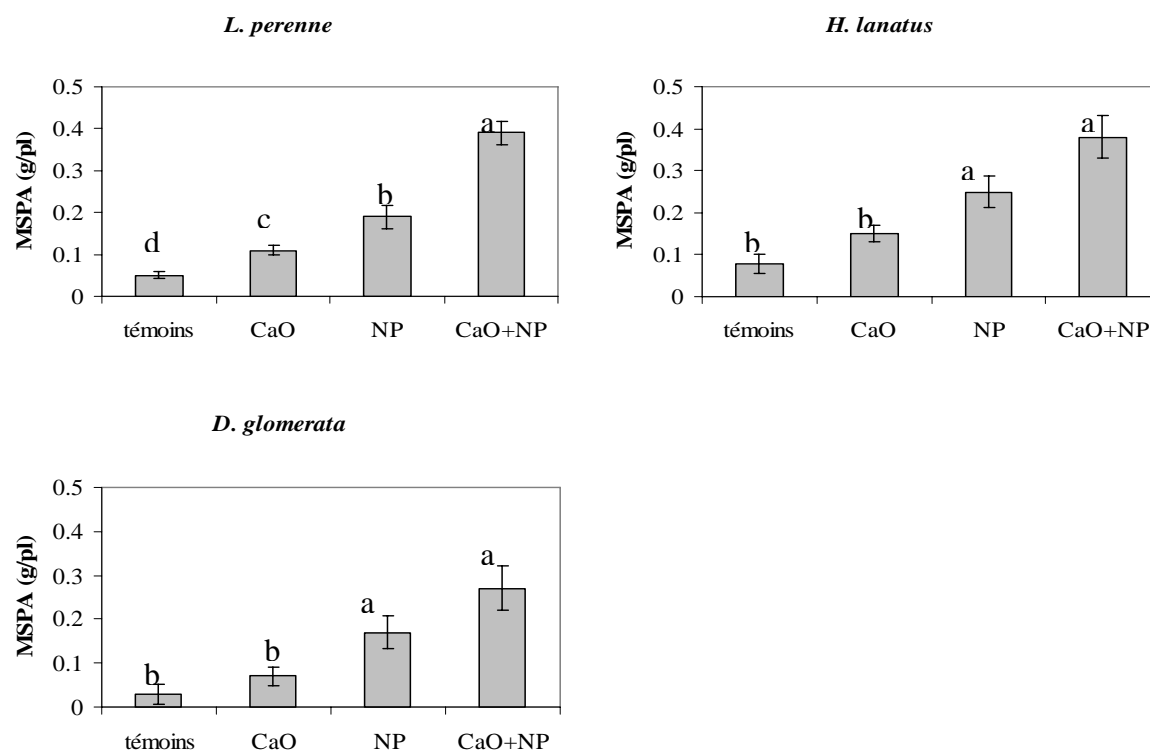 L. perenne
MSPA (g/pl)
0.5
0.4
0.3
0.2
0.1
0
d
c
b
a
témoins CaO NP CaO+NP
H. lanatus
MSPA (g/pl)
0.5
0.4
0.3
0.2
0.1
0
b
b
a
a
témoins CaO NP CaO+NP
D. glomerata
MSPA (g/pl)
0.5
0.4
0.3
0.2
0.1
0
b
b
a
a
témoins CaO NP CaO+NP